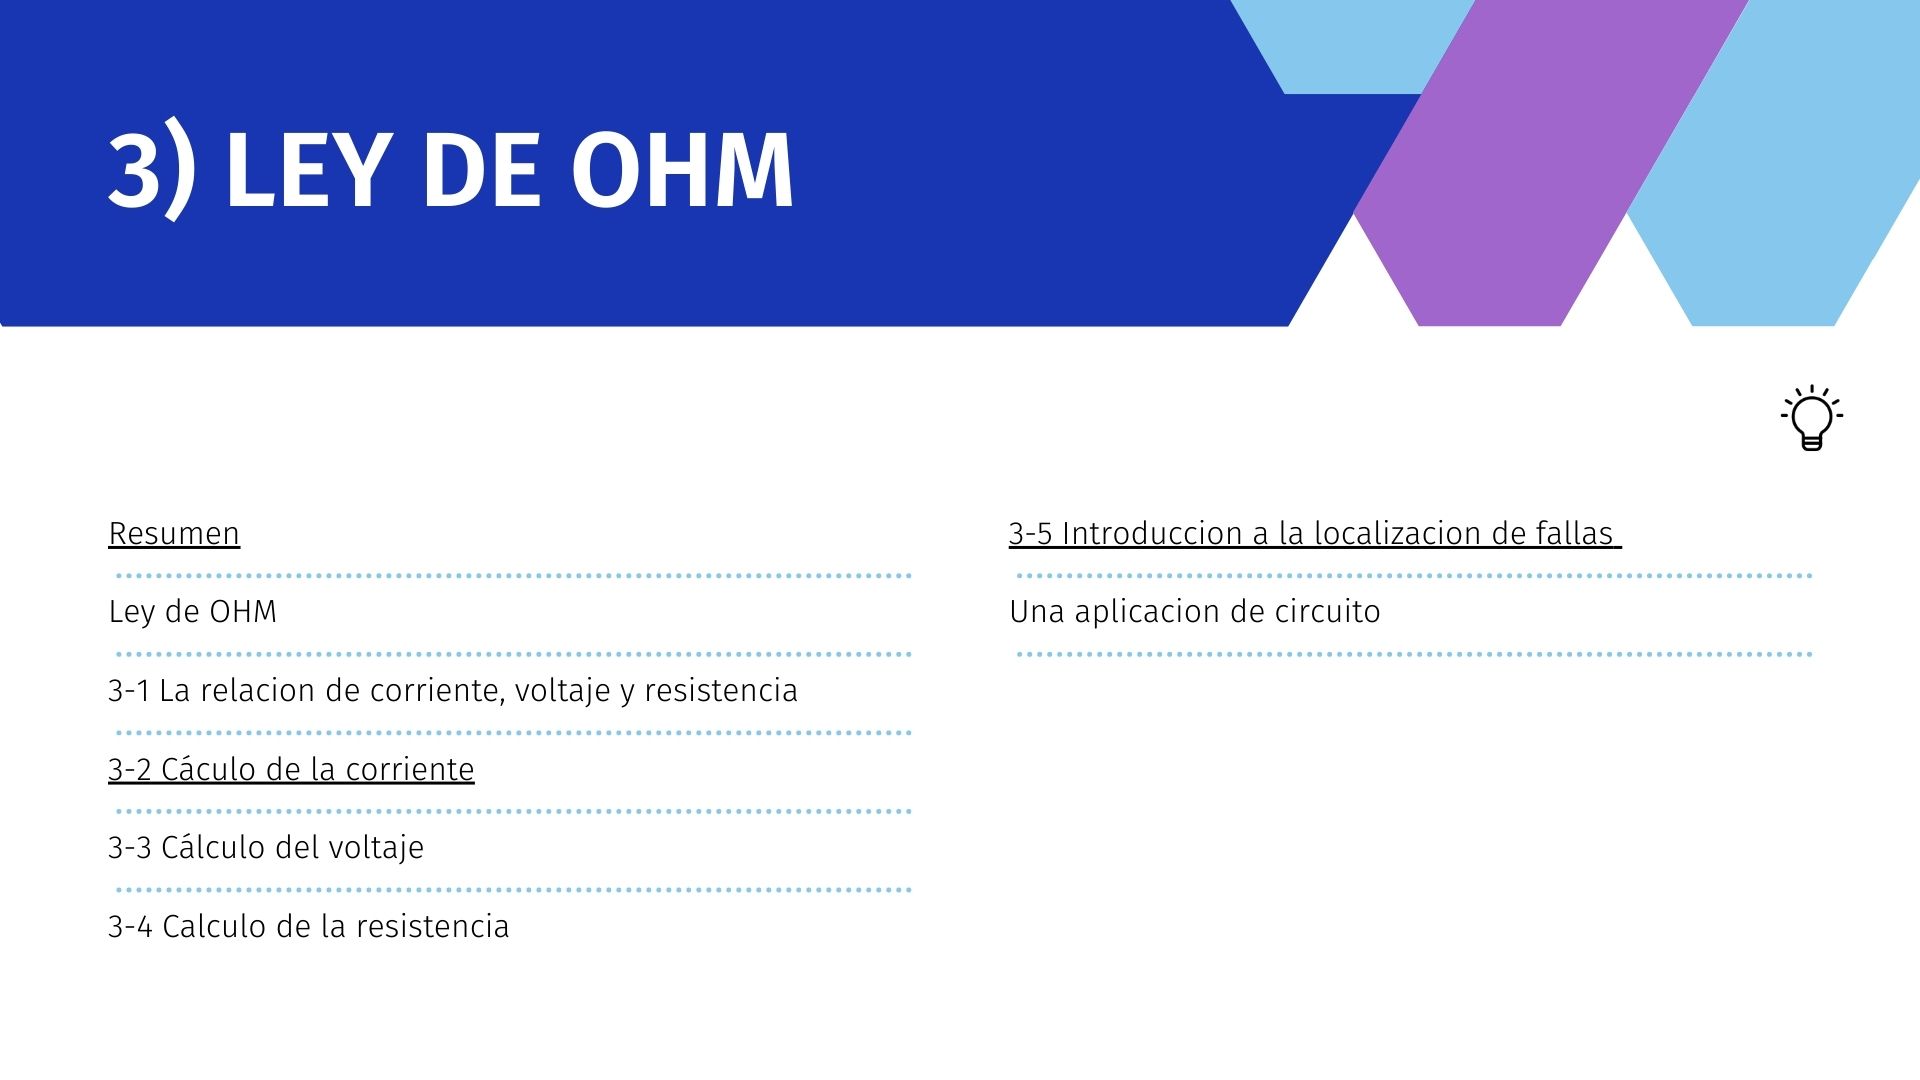 3) LEY DE OHM
Resumen
Ley de OHM
3-1 La relacion de corriente, voltaje y resistencia
3-2 Cáculo de la corriente
3-3 Cálculo del voltaje
3-4 Calculo de la resistencia
3-5 Introduccion a la localizacion de fallas
Una aplicacion de circuito